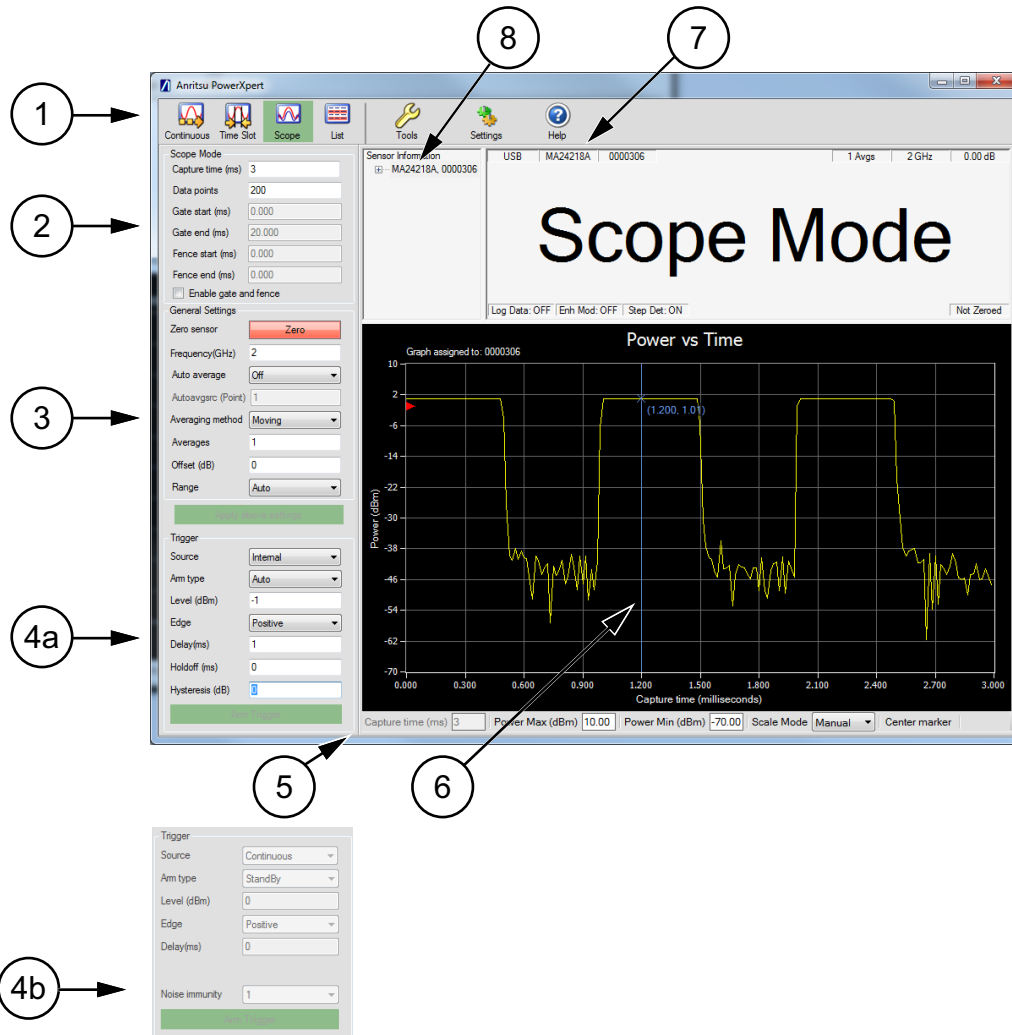 8
7
1
Anritsu PowerXpert
Continuous Time Slot Scope List Tools Settings Help
Scope Mode
Capture time (ms) 3
Data points 200
2
Gate start (ms) 0.000
Gate end (ms) 20.000
Fence start (ms) 0.000
Fence end (ms) 0.000
Enable gate and fence
General Settings
Zero sensor Zero
Frequency(GHz) 2
Auto average Off
Autoavgsrc (Point) 1
3
Averaging method Moving
Averages 1
Offset (dB) 0
Range Auto
Apply above settings
Trigger
Source Internal
Arm type Auto
Level (dBm) -1
4a
Edge Positive
Delay(ms) 1
Holdoff (ms) 0
Hysteresis (dB) 0
Arm Trigger
Sensor Information
MA24218A, 0000306
USB MA24218A 0000306 1 Avgs 2 GHz 0.00 dB
Scope Mode
Log Data: OFF Enh Mod: OFF Step Det: ON Not Zeroed
Power vs Time
Graph assigned to: 0000306
10
2
(1.200, 1.01)
-6
-14
-22
-30
-38
-46
-54
-62
-70
Power (dBm)
0.000 0.300 0.600 0.900 1.200 1.500 1.800 2.100 2.400 2.700 3.000
Capture time (milliseconds)
Capture time (ms) 3 Power Max (dBm) 10.00 Power Min (dBm) -70.00 Scale Mode Manual Center marker
5
6
Trigger
Source Continuous
Arm type StandBy
Level (dBm) 0
Edge Positive
Delay(ms) 0
4b
Noise immunity 1
Arm Trigger